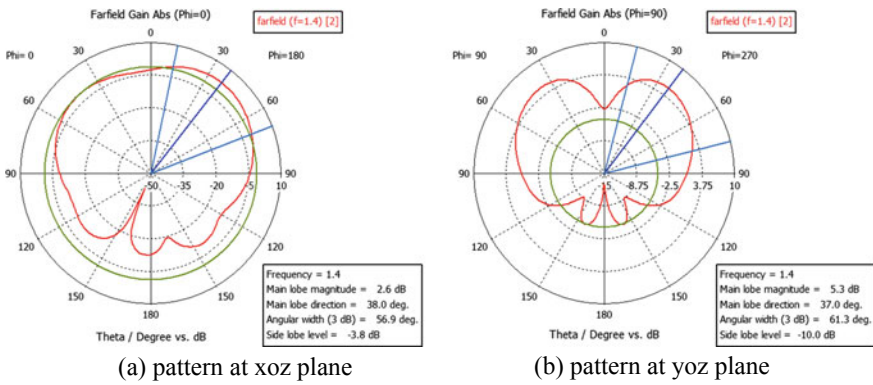 Farfield Gain Abs (Phi=0)
farfield (f=1.4) [2]
Phi= 0
0
Phi=180
30
30
60
60
90
-50
-35
-20
-5
10
90
120
120
150
150
180
Theta / Degree vs. dB
Frequency = 1.4
Main lobe magnitude = 2.6 dB
Main lobe direction = 38.0 deg.
Angular width (3 dB) = 56.9 deg.
Side lobe level = -3.8 dB
(a) pattern at xoz plane
Farfield Gain Abs (Phi=90)
farfield (f=1.4) [2]
Phi= 90
0
Phi=270
30
30
60
60
90
-8.75
-2.5
3.75
10
90
120
120
150
150
180
Theta / Degree vs. dB
Frequency = 1.4
Main lobe magnitude = 5.3 dB
Main lobe direction = 37.0 deg.
Angular width (3 dB) = 61.3 deg.
Side lobe level = -10.0 dB
(b) pattern at yoz plane